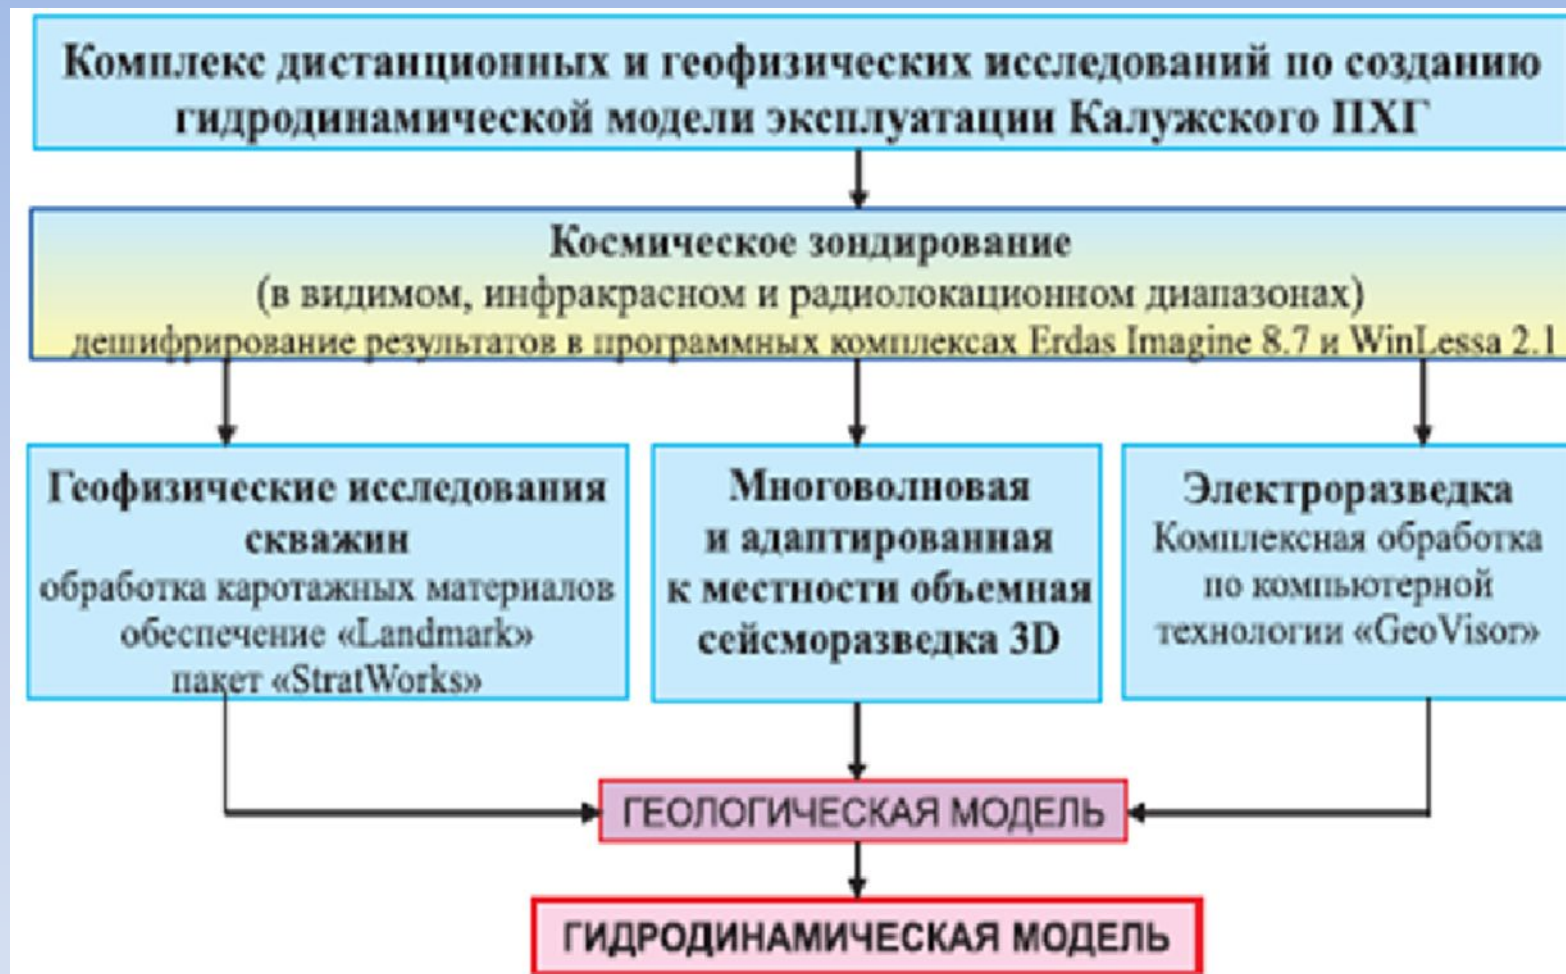 Комплекс дистанционных и геофизических исследований по созданию
гидродинамической модели эксплуатации Калужского ПХГ
Космическое зондирование
(в видимом, инфракрасном и радиолокационном диапазонах)
дешифрирование результатов в программных комплексах Erdas Imagine 8.7 и WinLessa 2.1
Геофизические исследования
скважин
обработка каротажных материалов
обеспечение «Landmark»
пакет «StratWorks»
Многоволновая
и адаптированная
к местности объемная
сейсморазведка 3D
Электроразведка
Комплексная обработка
по компьютерной
технологии «GeoVisor»
ГЕОЛОГИЧЕСКАЯ МОДЕЛЬ
ГИДРОДИНАМИЧЕСКАЯ МОДЕЛЬ